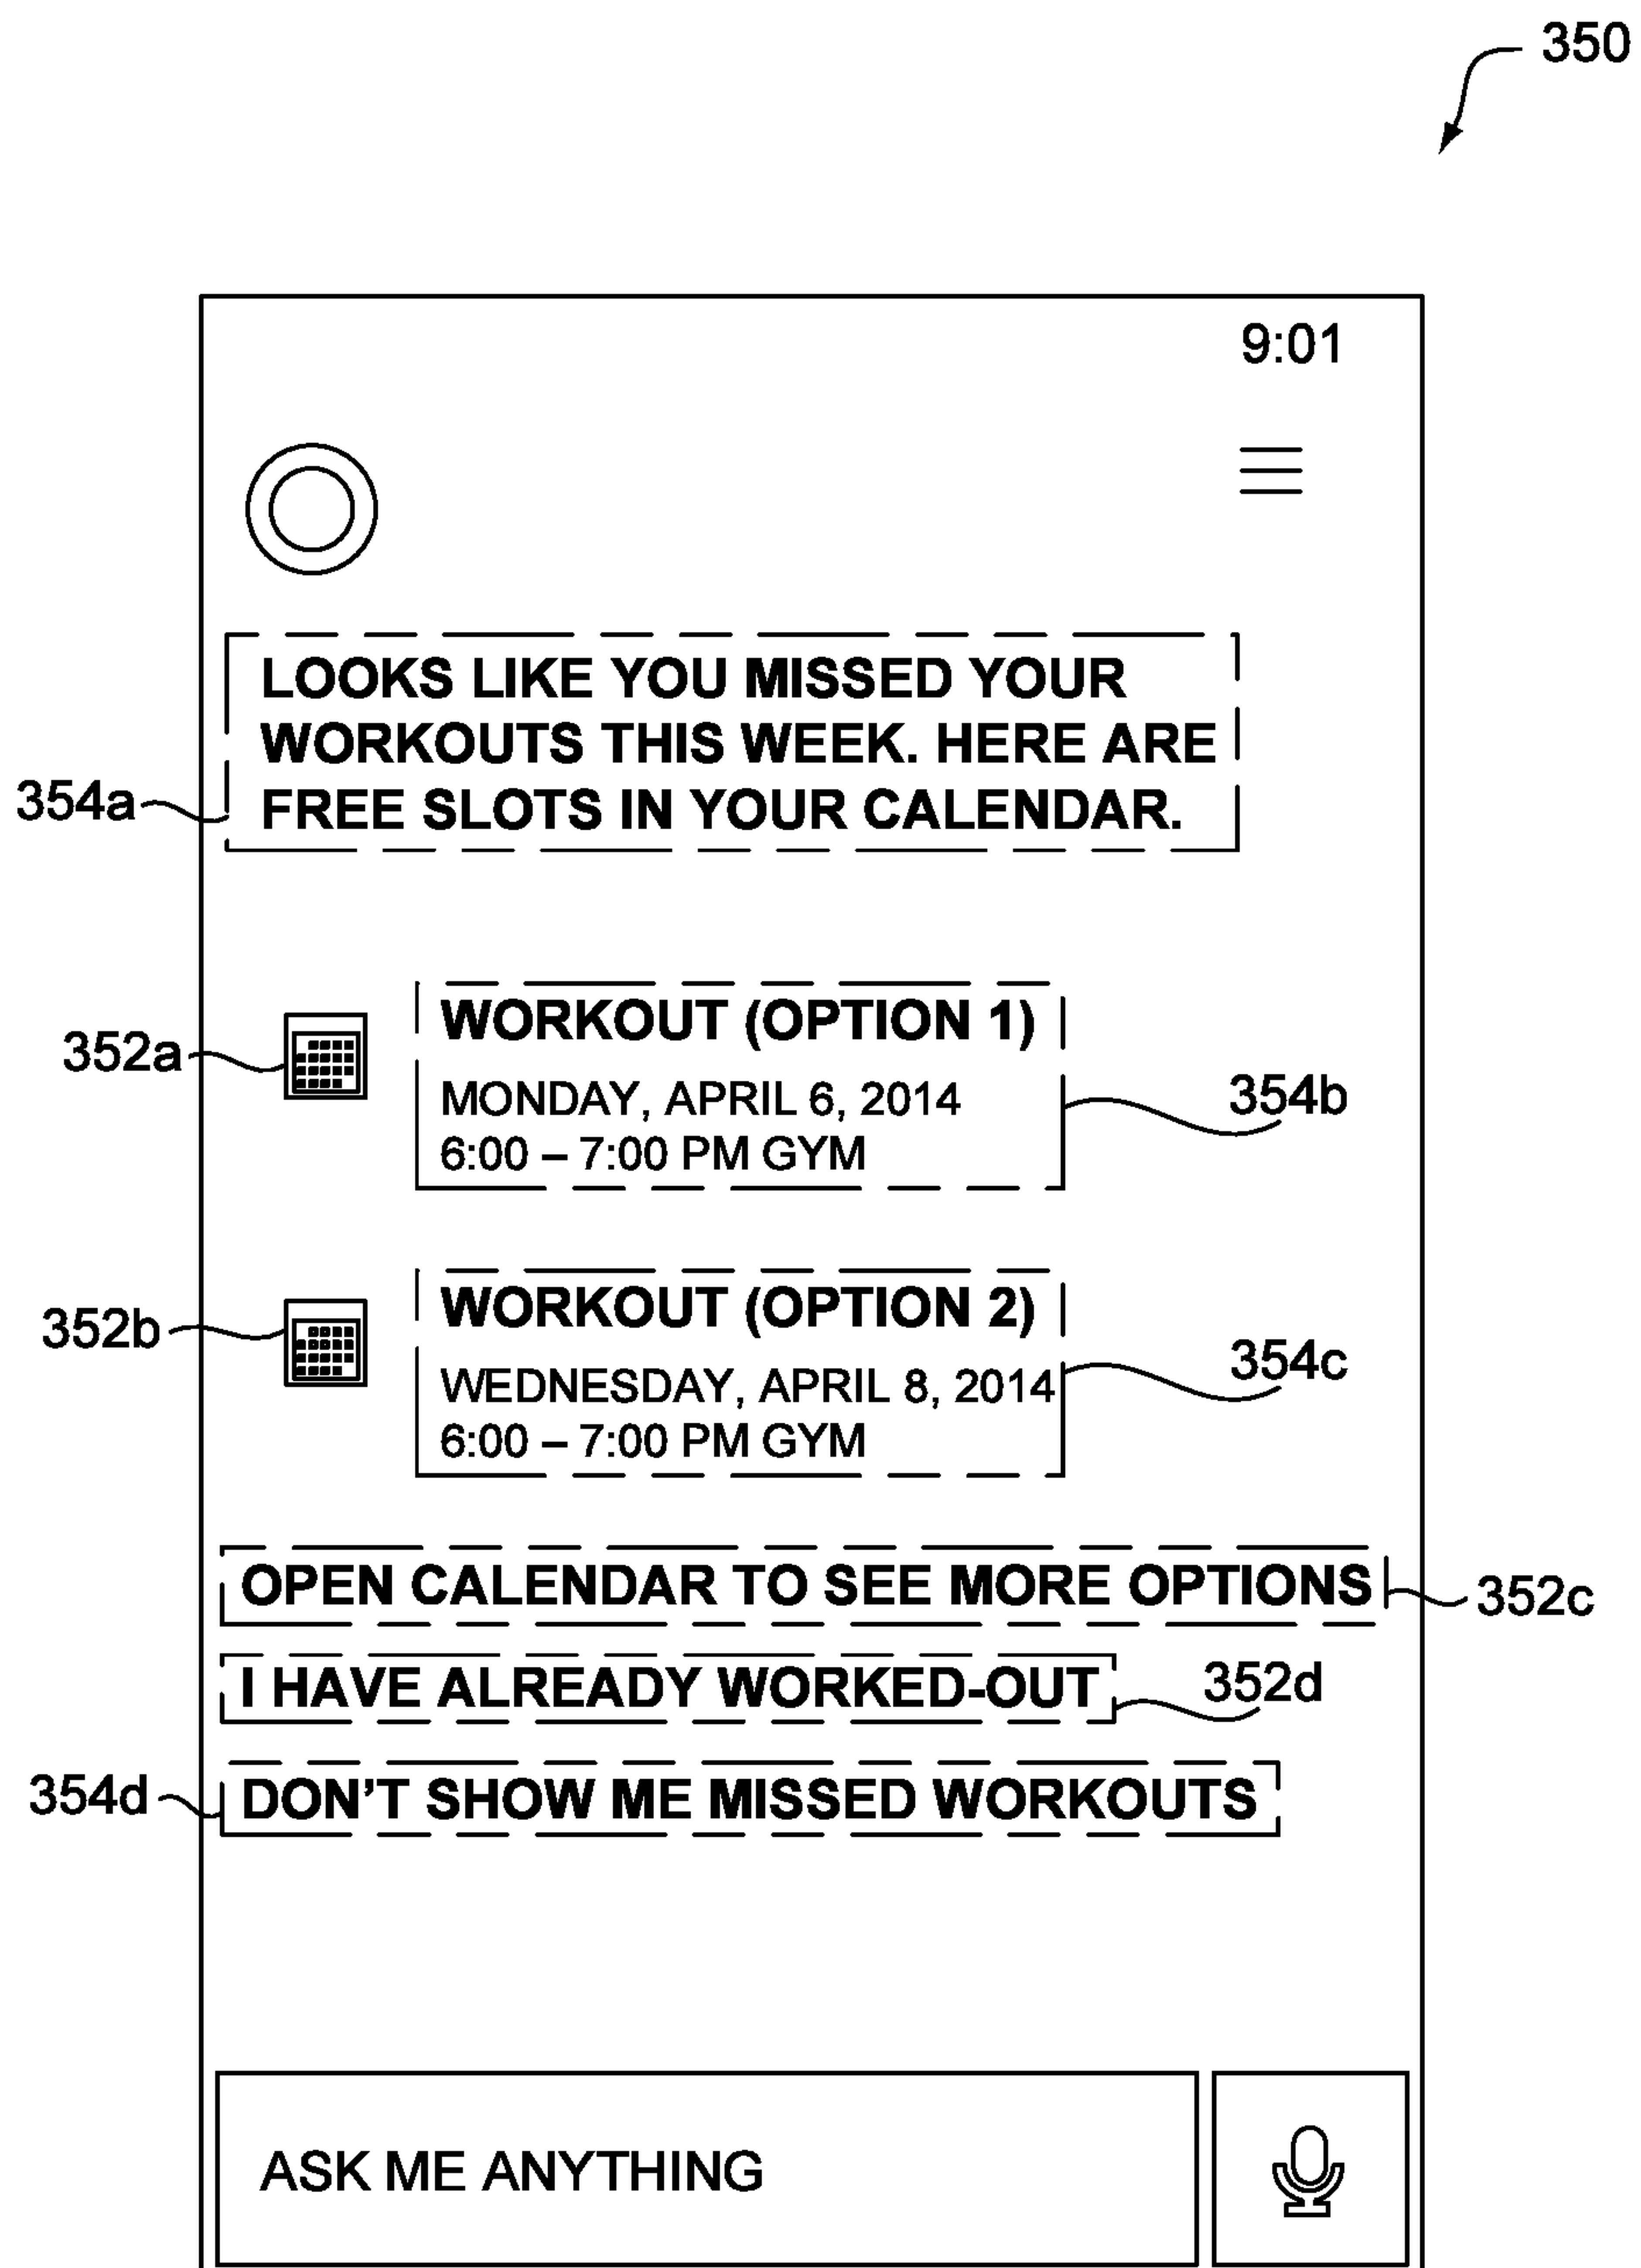 350
9:01
LOOKS LIKE YOU MISSED YOUR
WORKOUTS THIS WEEK. HERE ARE
FREE SLOTS IN YOUR CALENDAR.
354a
352a
WORKOUT (OPTION 1)
MONDAY, APRIL 6, 2014
6:00 – 7:00 PM GYM
354b
352b
WORKOUT (OPTION 2)
WEDNESDAY, APRIL 8, 2014
6:00 – 7:00 PM GYM
354c
OPEN CALENDAR TO SEE MORE OPTIONS
352c
I HAVE ALREADY WORKED-OUT
352d
354d
DON'T SHOW ME MISSED WORKOUTS
ASK ME ANYTHING